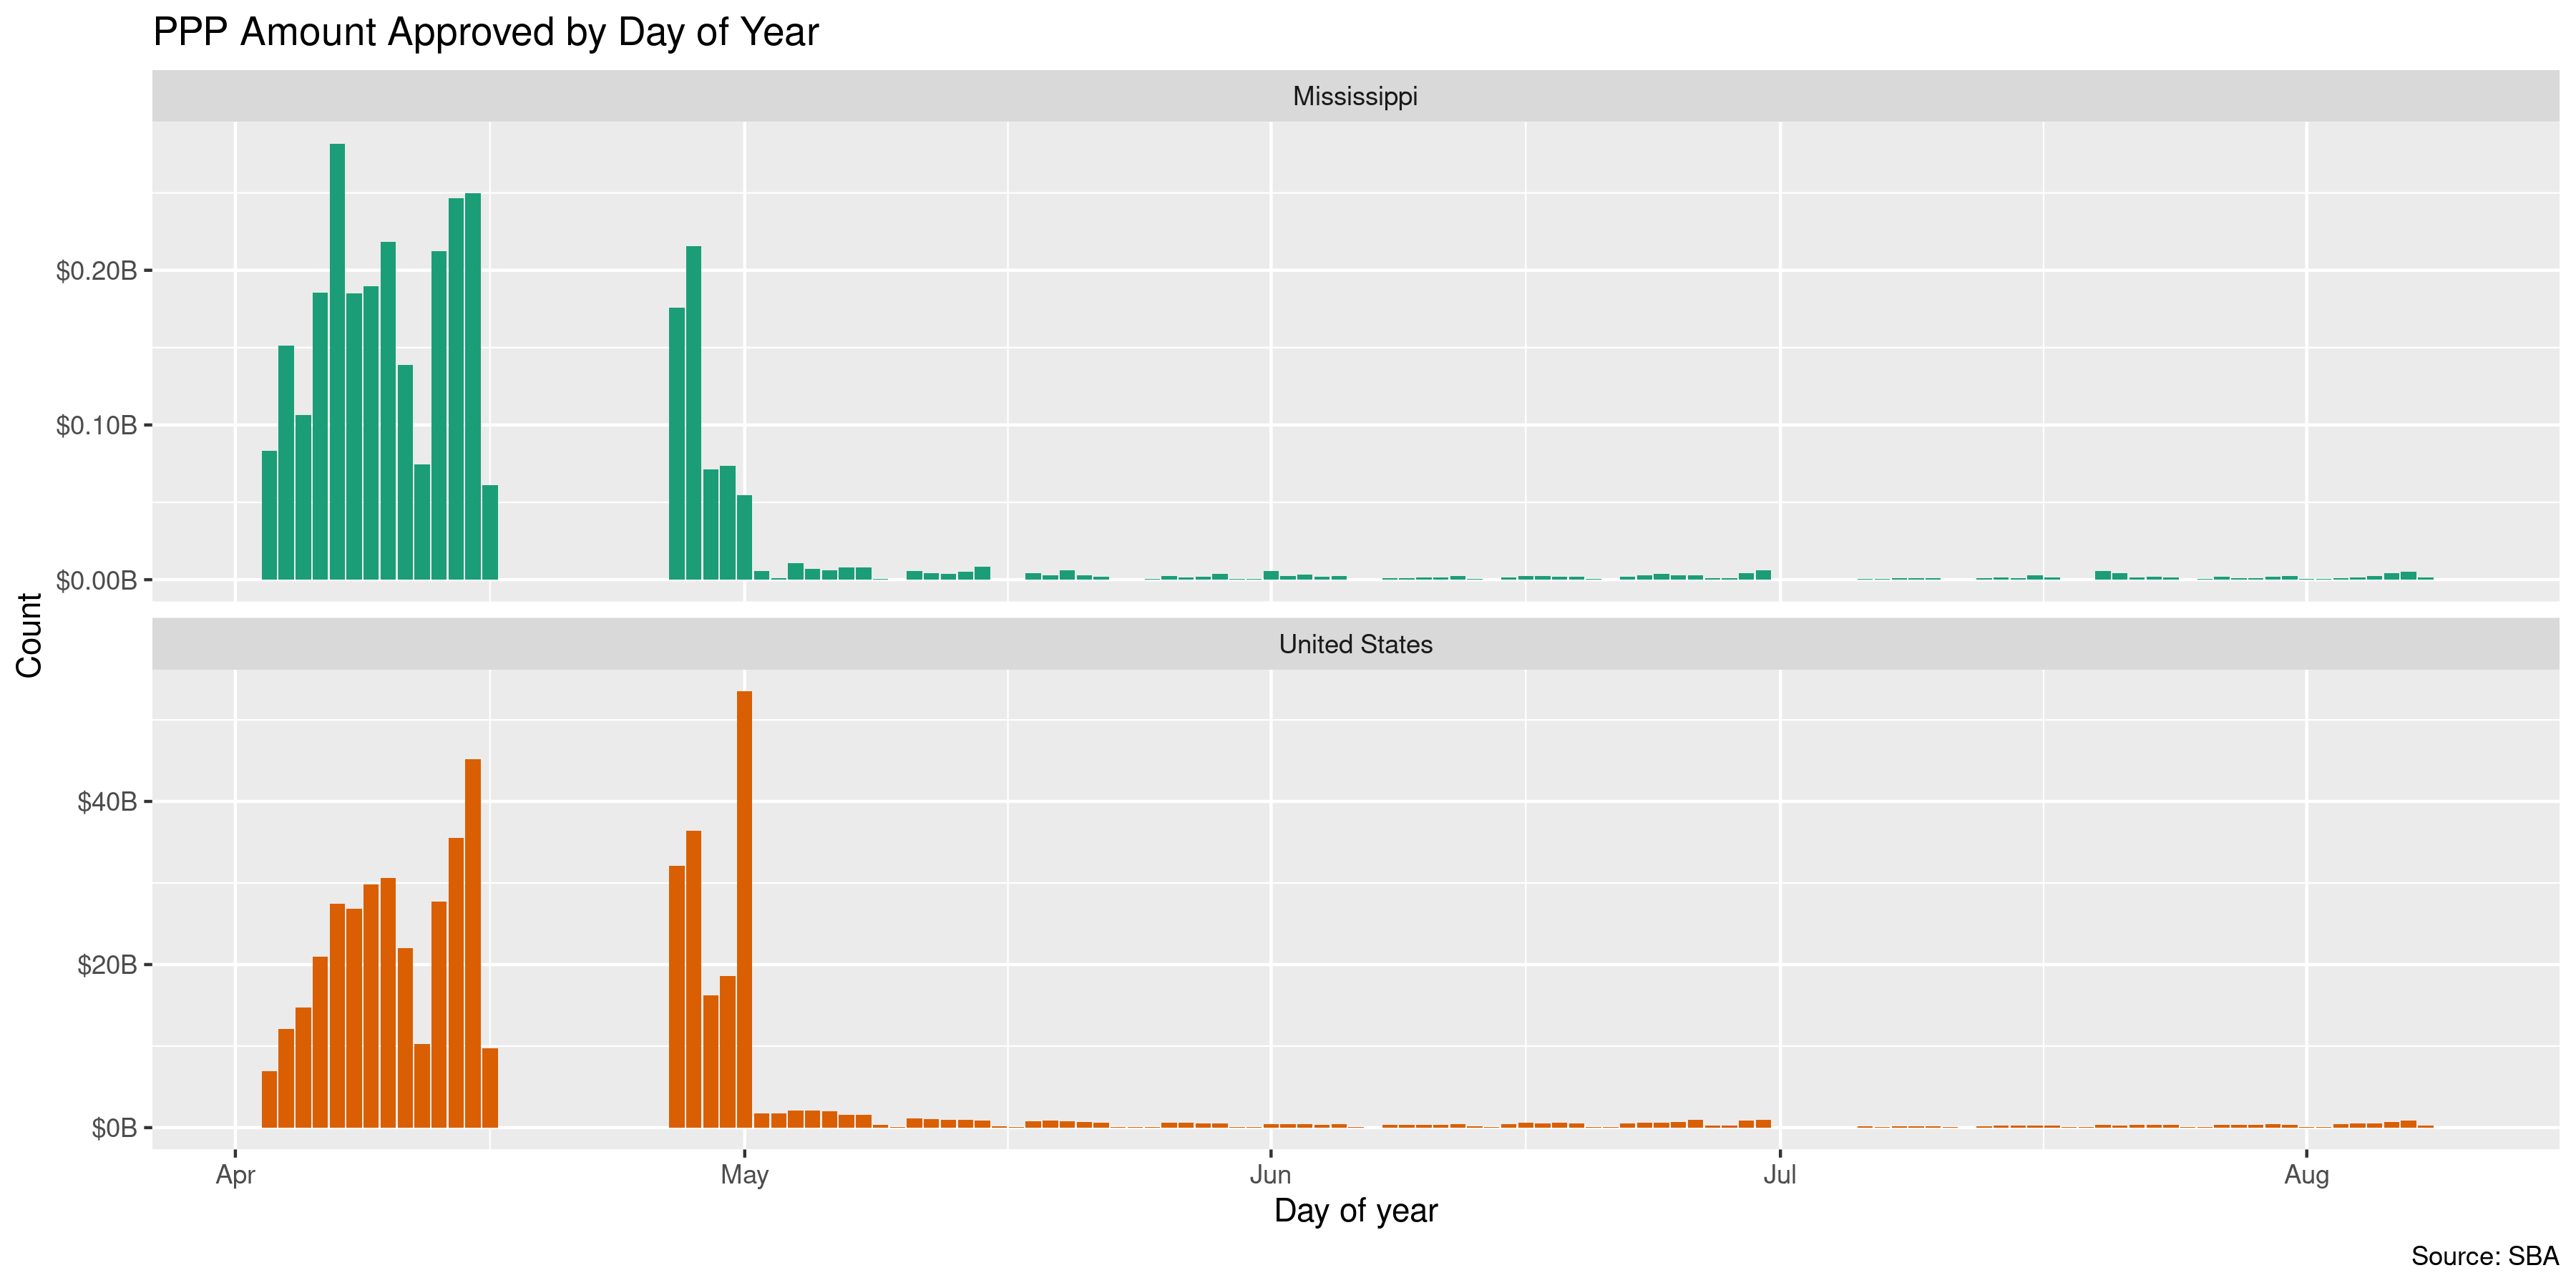 PPP Amount Approved by Day of Year
Mississippi
$0.20B
$0.10B
$0.00B
Count
United States
$40B
$20B
$0B
Apr May Jun Jul Aug
Day of year
Source: SBA